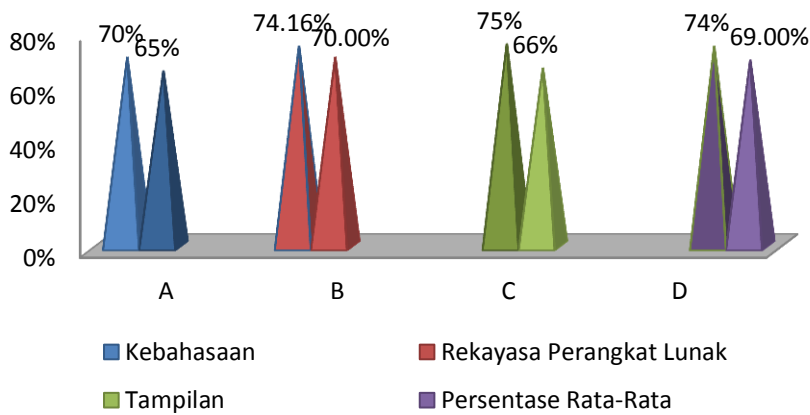 80%
60%
40%
20%
0%
70%
65%
74.16%
70.00%
75%
66%
74%
69.00%
A B C D
Kebahasaan
Rekayasa Perangkat Lunak
Tampilan
Persentase Rata-Rata